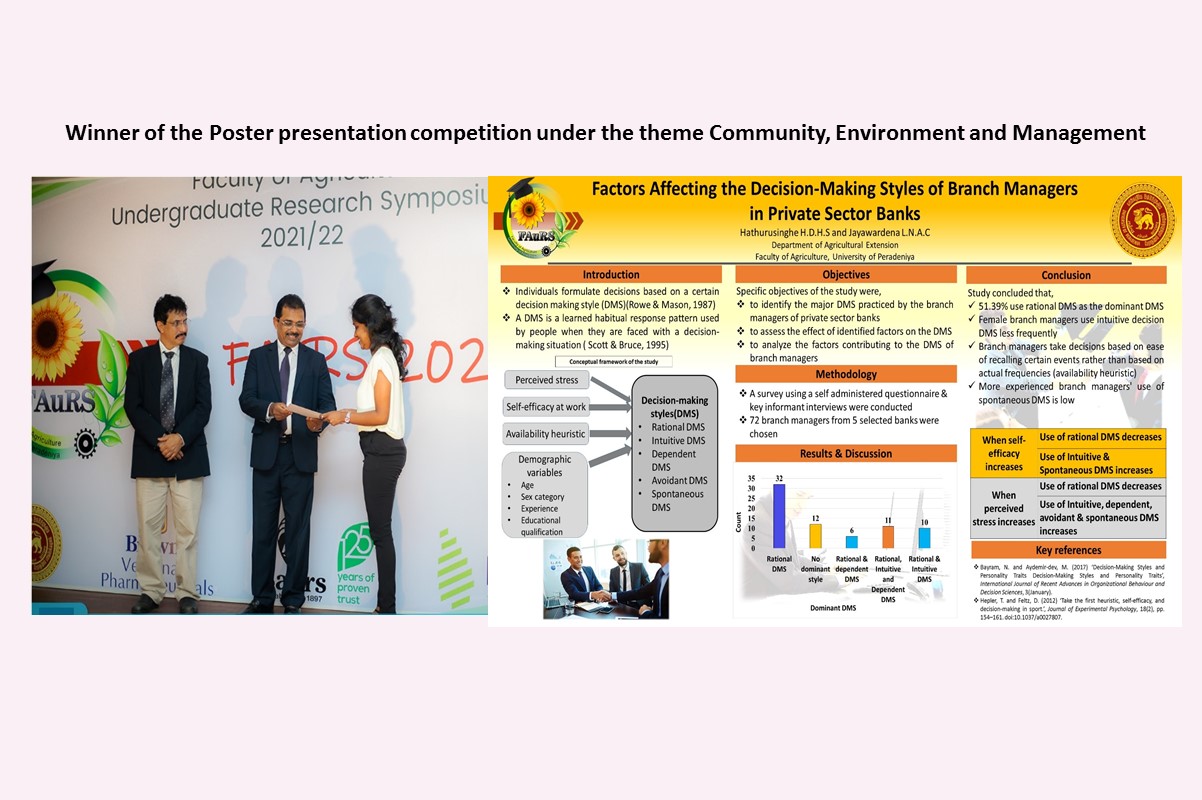 Winner of the Poster presentation competition under the theme Community, Environment and Management
Faculty of Agricul
Undergraduate Research Symposiu
2021/22
FAuRS 202
FAuRS
Agriculture
Pharmaceuticals
125
years of
proven
trust
1897
Factors Affecting the Decision-Making Styles of Branch Managers
in Private Sector Banks
Hathurusinghe H.D.H.S and Jayawardena L.N.A.C
Department of Agricultural Extension
Faculty of Agriculture, University of Peradeniya
FAuRS
Introduction
❖ Individuals formulate decisions based on a certain
decision making style (DMS)(Rowe & Mason, 1987)
❖ A DMS is a learned habitual response pattern used
by people when they are faced with a decision-
making situation ( Scott & Bruce, 1995)
Conceptual framework of the study
Perceived stress
Self-efficacy at work
Availability heuristic
Demographic
variables
• Age
• Sex category
• Experience
• Educational
qualification
Decision-making
styles(DMS)
• Rational DMS
• Intuitive DMS
• Dependent
DMS
• Avoidant DMS
• Spontaneous
DMS
Objectives
Specific objectives of the study were,
❖ to identify the major DMS practiced by the branch
managers of private sector banks
❖ to assess the effect of identified factors on the DMS
❖ to analyze the factors contributing to the DMS of
branch managers
Methodology
❖ A survey using a self administered questionnaire &
key informant interviews were conducted
❖ 72 branch managers from 5 selected banks were
chosen
Results & Discussion
35
30
25
20
15
10
5
0
Count
32
12
6
11
10
Rational
DMS
No
dominant
style
Rational &
dependent
DMS
Rational,
Intuitive
and
Dependent
DMS
Rational &
Intuitive
DMS
Dominant DMS
Conclusion
Study concluded that,
✓ 51.39% use rational DMS as the dominant DMS
✓ Female branch managers use intuitive decision
DMS less frequently
✓ Branch managers take decisions based on ease
of recalling certain events rather than based on
actual frequencies (availability heuristic)
✓ More experienced branch managers' use of
spontaneous DMS is low
When self-
efficacy
increases
Use of rational DMS decreases
Use of Intuitive &
Spontaneous DMS increases
When
perceived
stress increases
Use of rational DMS decreases
Use of Intuitive, dependent,
avoidant & spontaneous DMS
increases
Key references
❖ Bayram, N. and Aydemir-dev, M. (2017) 'Decision-Making Styles and
Personality Traits Decision-Making Styles and Personality Traits',
International Journal of Recent Advances in Organizational Behaviour and
Decision Sciences, 3(January).
❖ Hepler, T. and Feltz, D. (2012) 'Take the first heuristic, self-efficacy, and
decision-making in sport.', Journal of Experimental Psychology, 18(2), pp.
154–161. doi:10.1037/a0027807.